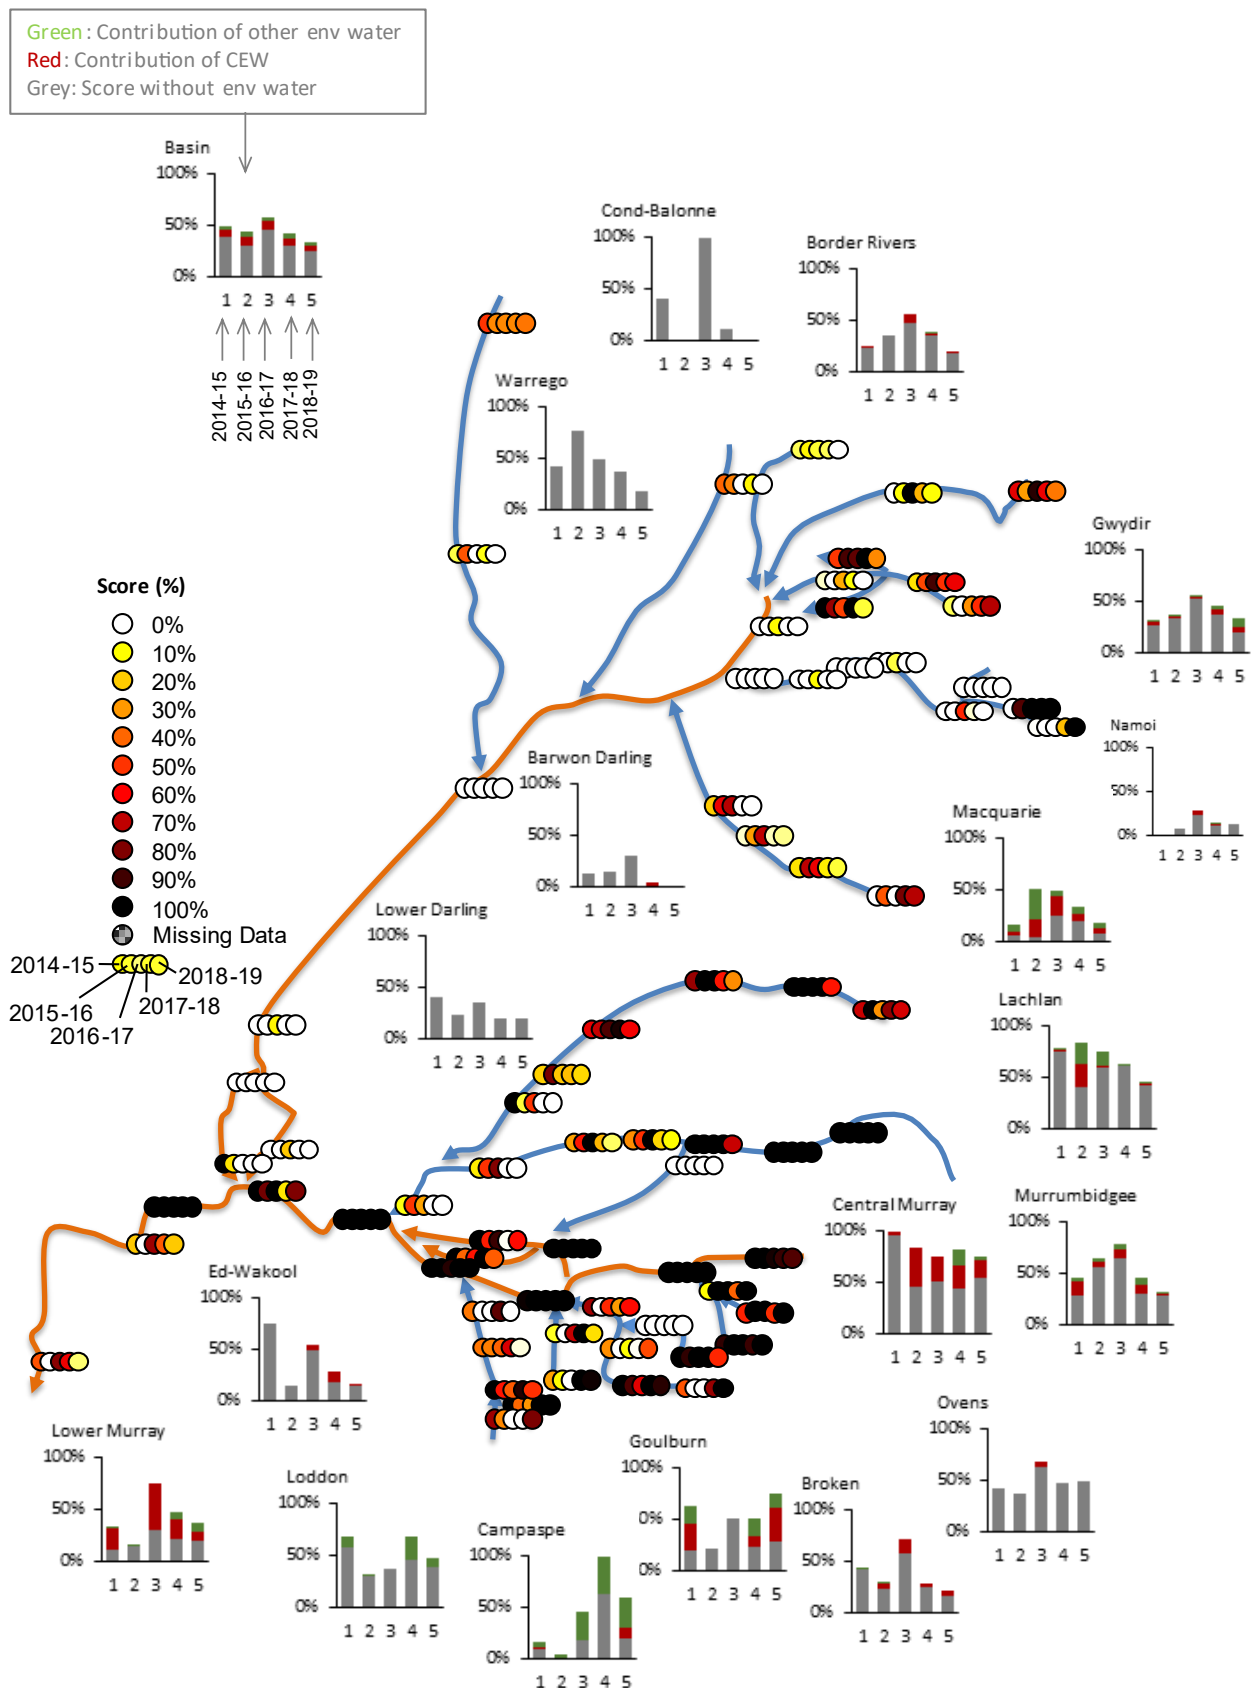 Green: Contribution of other env water
Red: Contribution of CEW
Grey: Score without env water
Basin
100%
50%
0%
1 2 3 4 5
2014-15
2015-16
2016-17
2017-18
2018-19
Cond-Balonne
100%
50%
0%
1 2 3 4 5
Border Rivers
100%
50%
0%
1 2 3 4 5
Warrego
100%
50%
0%
1 2 3 4 5
Gwydir
100%
50%
0%
1 2 3 4 5
Score (%)
0%
10%
20%
30%
40%
50%
60%
70%
80%
90%
100%
Missing Data
2014-15
2015-16
2016-17
2017-18
2018-19
Namoi
100%
50%
0%
1 2 3 4 5
Barwon Darling
100%
50%
0%
1 2 3 4 5
Macquarie
100%
50%
0%
1 2 3 4 5
Lower Darling
100%
50%
0%
1 2 3 4 5
Lachlan
100%
50%
0%
1 2 3 4 5
Central Murray
100%
50%
0%
1 2 3 4 5
Murrumbidgee
100%
50%
0%
1 2 3 4 5
Ed-Wakool
100%
50%
0%
1 2 3 4 5
Ovens
100%
50%
0%
1 2 3 4 5
Lower Murray
100%
50%
0%
1 2 3 4 5
Loddon
100%
50%
0%
1 2 3 4 5
Campaspe
100%
50%
0%
1 2 3 4 5
Goulburn
100%
0%
0%
1 2 3 4 5
Broken
100%
50%
0%
1 2 3 4 5